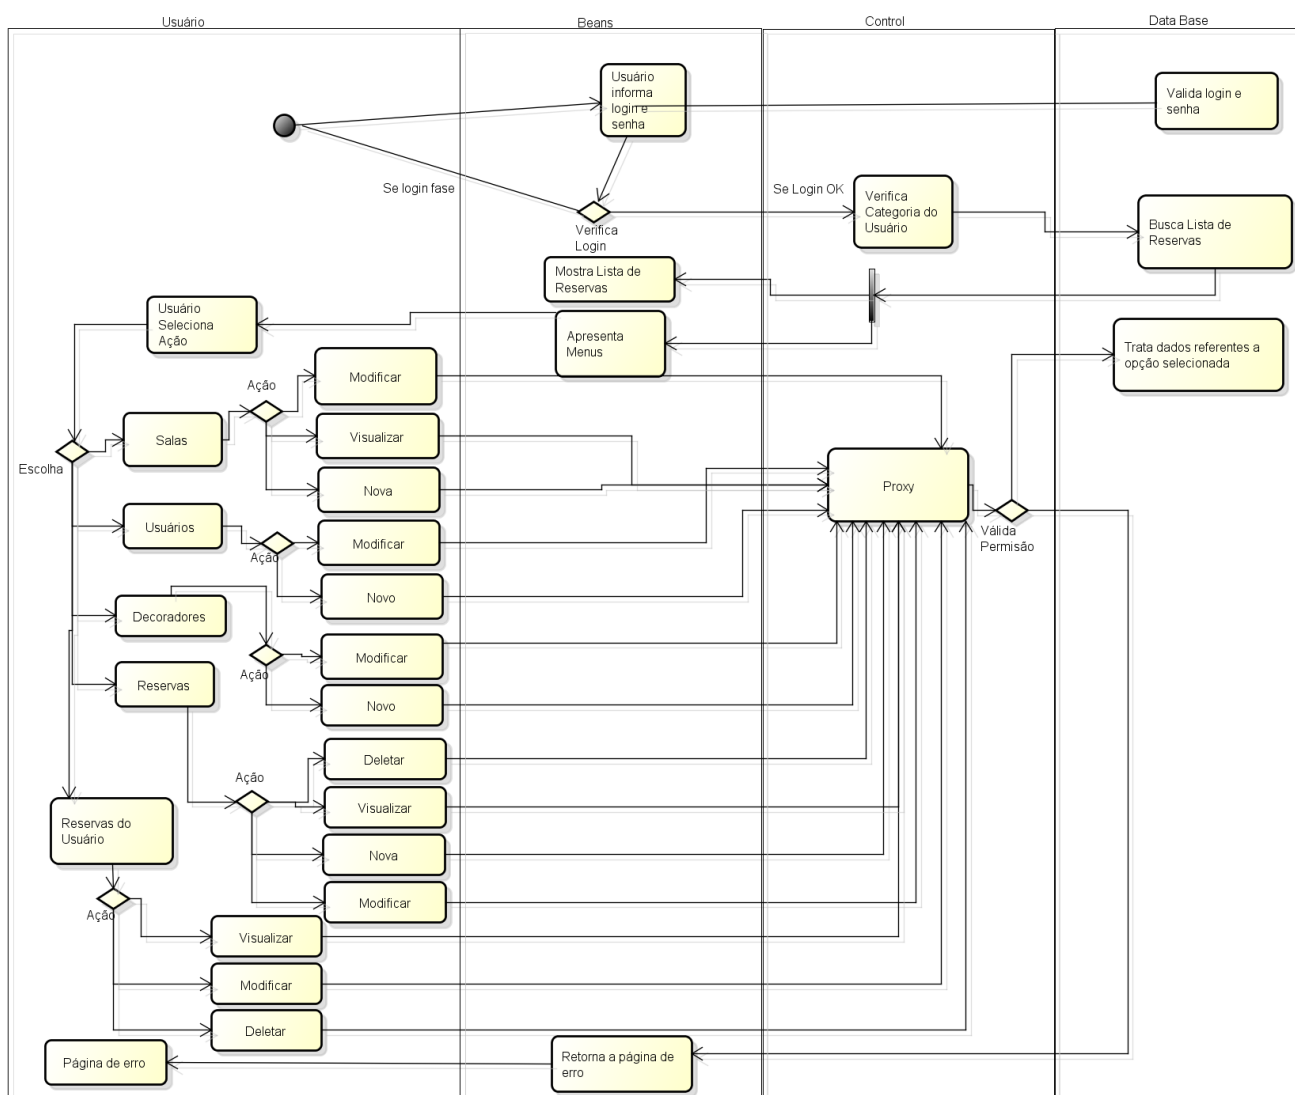 Usuário
Beans
Control
Data Base
Usuário
informa
login e
senha
Valida login e
senha
Se login fase
Verifica
Login
Se Login OK
Verifica
Categoria do
Usuário
Busca Lista de
Reservas
Mostra Lista de
Reservas
Usuário
Seleciona
Ação
Apresenta
Menus
Trata dados referentes a
opção selecionada
Escolha
Salas
Ação
Modificar
Visualizar
Nova
Proxy
Válida
Permisão
Usuários
Ação
Modificar
Novo
Decoradores
Ação
Modificar
Novo
Reservas
Ação
Deletar
Visualizar
Nova
Modificar
Reservas do
Usuário
Ação
Visualizar
Modificar
Deletar
Página de erro
Retorna a página de
erro